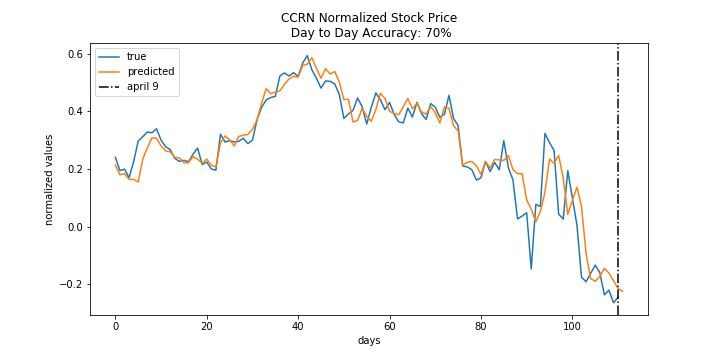 CCRN Normalized Stock Price
Day to Day Accuracy: 70%
true
predicted
april 9
normalized values
0.6
0.4
0.2
0.0
−0.2
0
20
40
60
80
100
days